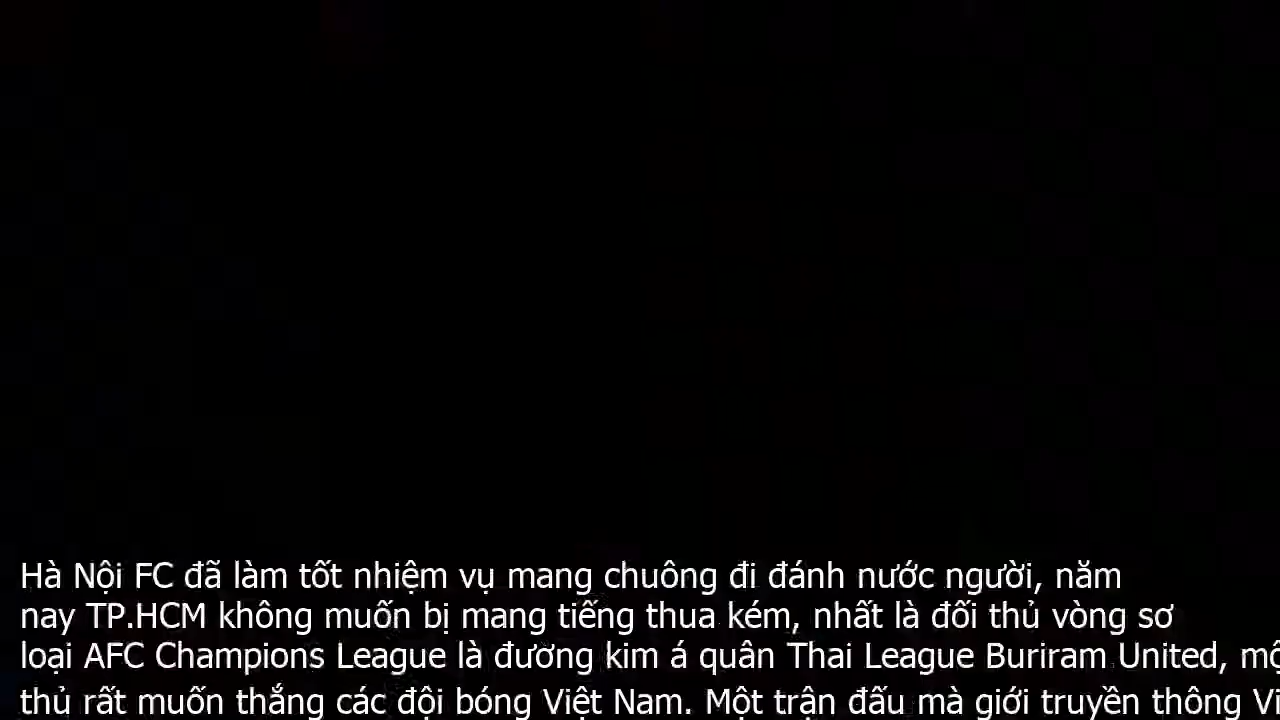 Hà Nội FC đã làm tốt nhiệm vụ mang chuông đi đánh nước người, năm
nay TP.HCM không muốn bị mang tiếng thua kém, nhất là đối thủ vòng sơ
loại AFC Champions League là đường kim á quân Thai League Buriram United,
thủ rất muốn thắng các đội bóng Việt Nam. Một trận đấu mà giới truyền thông